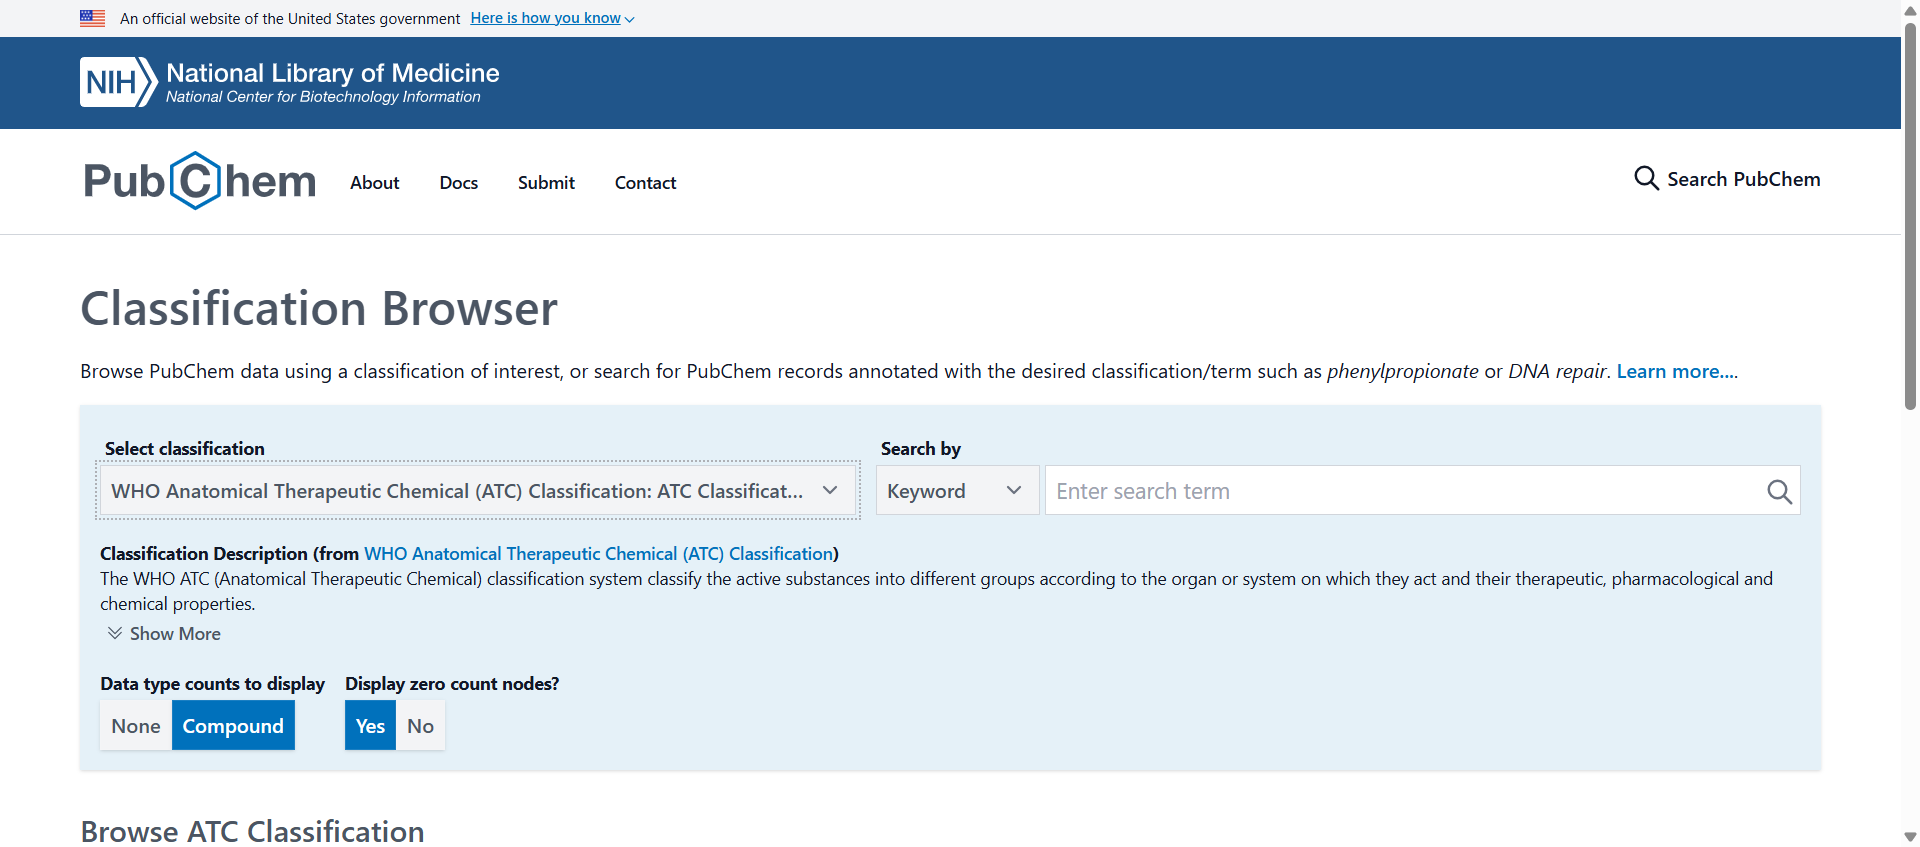 An official website of the United States government Here is how you know
NIH National Library of Medicine
National Center for Biotechnology Information
PubChem About Docs Submit Contact Search PubChem
Classification Browser
Browse PubChem data using a classification of interest, or search for PubChem records annotated with the desired classification/term such as phenylpropionate or DNA repair. Learn more....
Select classification Search by
WHO Anatomical Therapeutic Chemical (ATC) Classification: ATC Classificat... Keyword Enter search term
Classification Description (from WHO Anatomical Therapeutic Chemical (ATC) Classification)
The WHO ATC (Anatomical Therapeutic Chemical) classification system classify the active substances into different groups according to the organ or system on which they act and their therapeutic, pharmacological and
chemical properties.
Show More
Data type counts to display Display zero count nodes?
None Compound Yes No
Browse ATC Classification